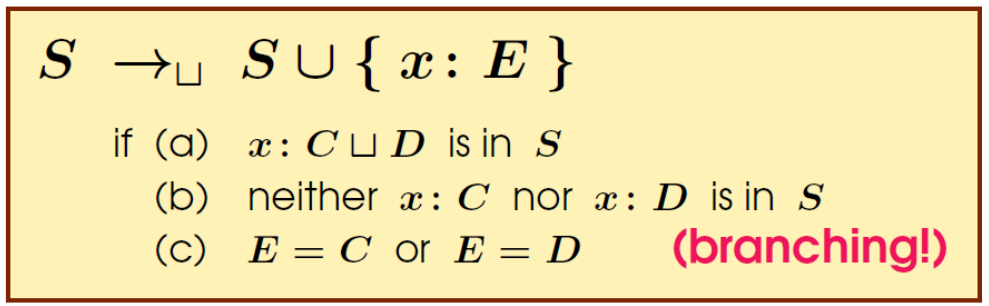 S →⊔ S ∪ { x: E }
if (a) x: C ⊔ D is in S
(b) neither x: C nor x: D is in S
(c) E = C or E = D (branching!)